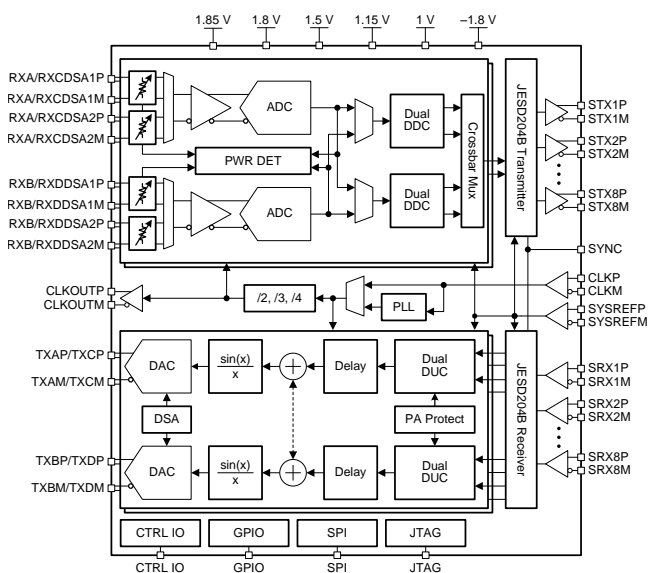 1.85 V
1.8 V
1.5 V
1.15 V
1 V
–1.8 V
RXA/RXCDSA1P
RXA/RXCDSA1M
RXA/RXCDSA2P
RXA/RXCDSA2M
RXB/RXDDSA1P
RXB/RXDDSA1M
RXB/RXDDSA2P
RXB/RXDDSA2M
ADC
PWR DET
ADC
Dual
DDC
Dual
DDC
Crossbar Mux
JESD204B Transmitter
STX1P
STX1M
STX2P
STX2M
STX8P
STX8M
SYNC
CLKOUTP
CLKOUTM
/2, /3, /4
PLL
CLKP
CLKM
SYSREFP
SYSREFM
TXAP/TXCP
TXAM/TXCM
TXBP/TXDP
TXBM/TXDM
DAC
sin(x)
x
Delay
Dual
DUC
DSA
PA Protect
DAC
sin(x)
x
Delay
Dual
DUC
JESD204B Receiver
SRX1P
SRX1M
SRX2P
SRX2M
SRX8P
SRX8M
CTRL IO
GPIO
SPI
JTAG
CTRL IO
GPIO
SPI
JTAG